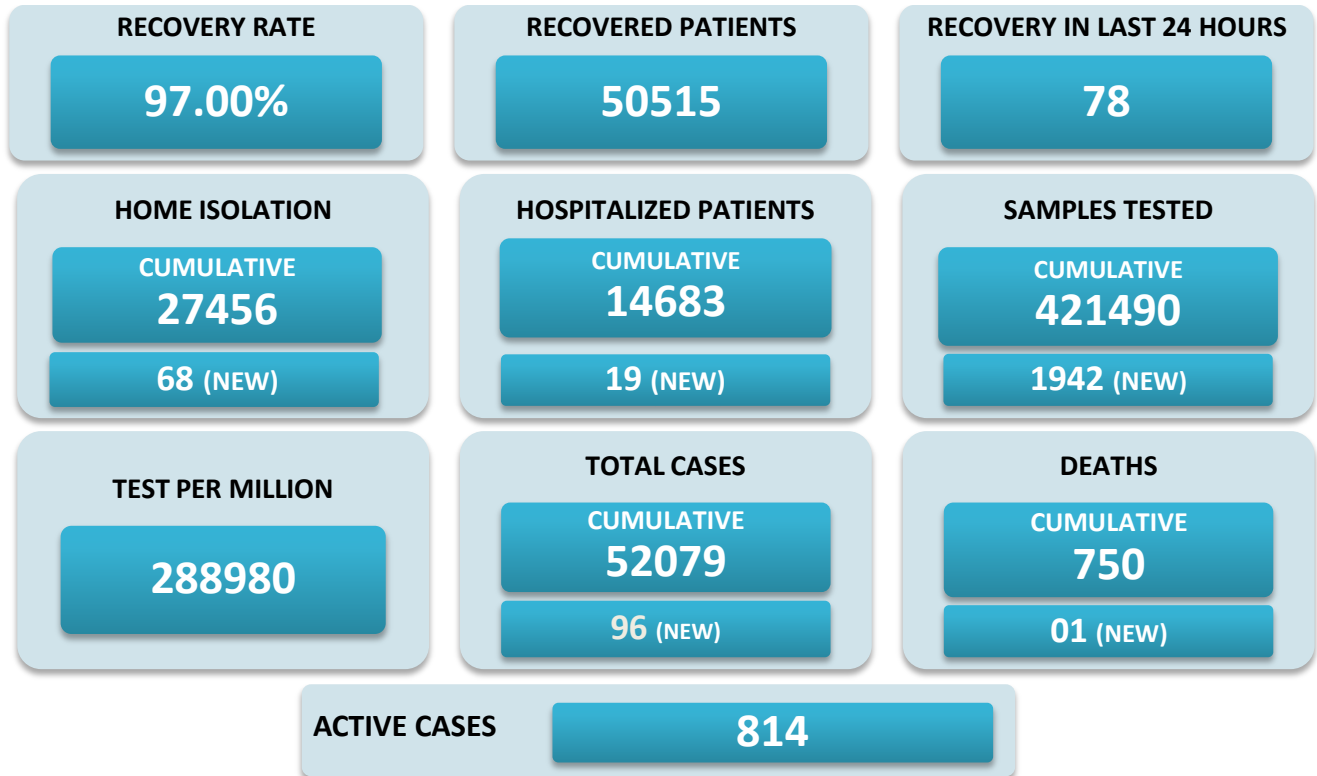 RECOVERY RATE
97.00%
RECOVERED PATIENTS
50515
RECOVERY IN LAST 24 HOURS
78
HOME ISOLATION
CUMULATIVE
27456
68 (NEW)
HOSPITALIZED PATIENTS
CUMULATIVE
14683
19 (NEW)
SAMPLES TESTED
CUMULATIVE
421490
1942 (NEW)
TEST PER MILLION
288980
TOTAL CASES
CUMULATIVE
52079
96 (NEW)
DEATHS
CUMULATIVE
750
01 (NEW)
ACTIVE CASES
814